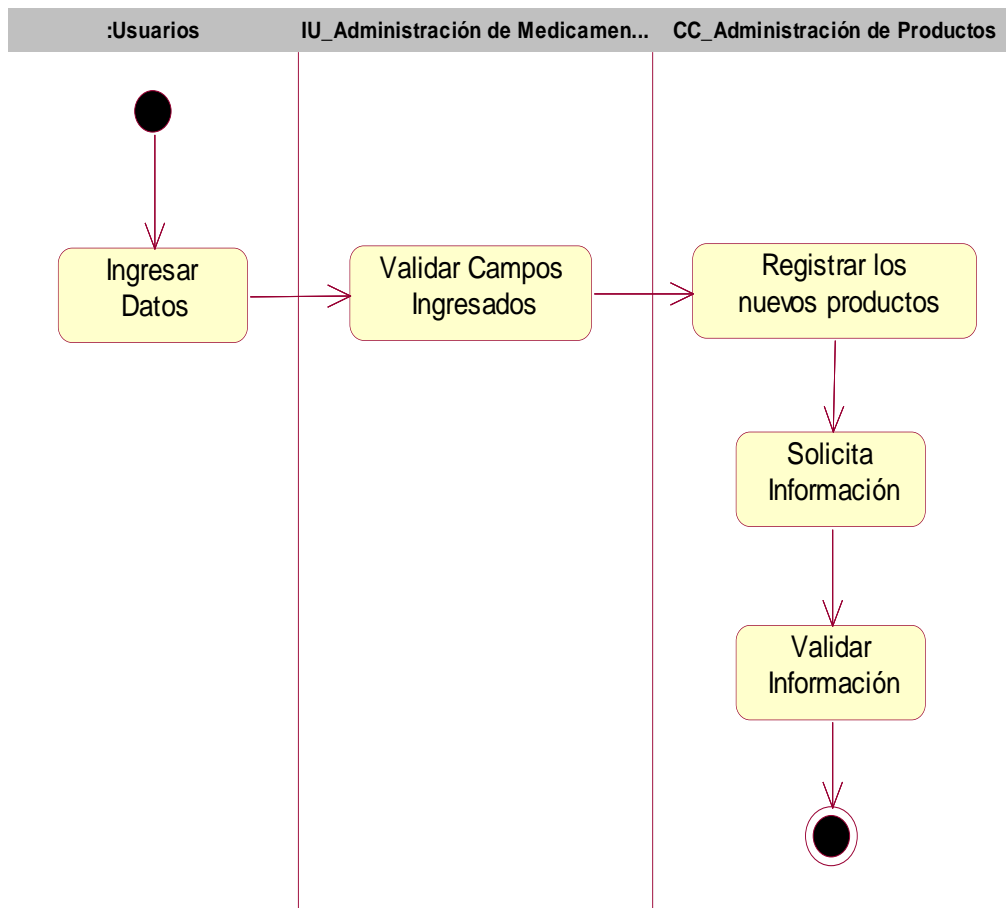 :Usuarios
IU_Administración de Medicamen...
CC_Administración de Productos
Ingresar
Datos
Validar Campos
Ingresados
Registrar los
nuevos productos
Solicita
Información
Validar
Información